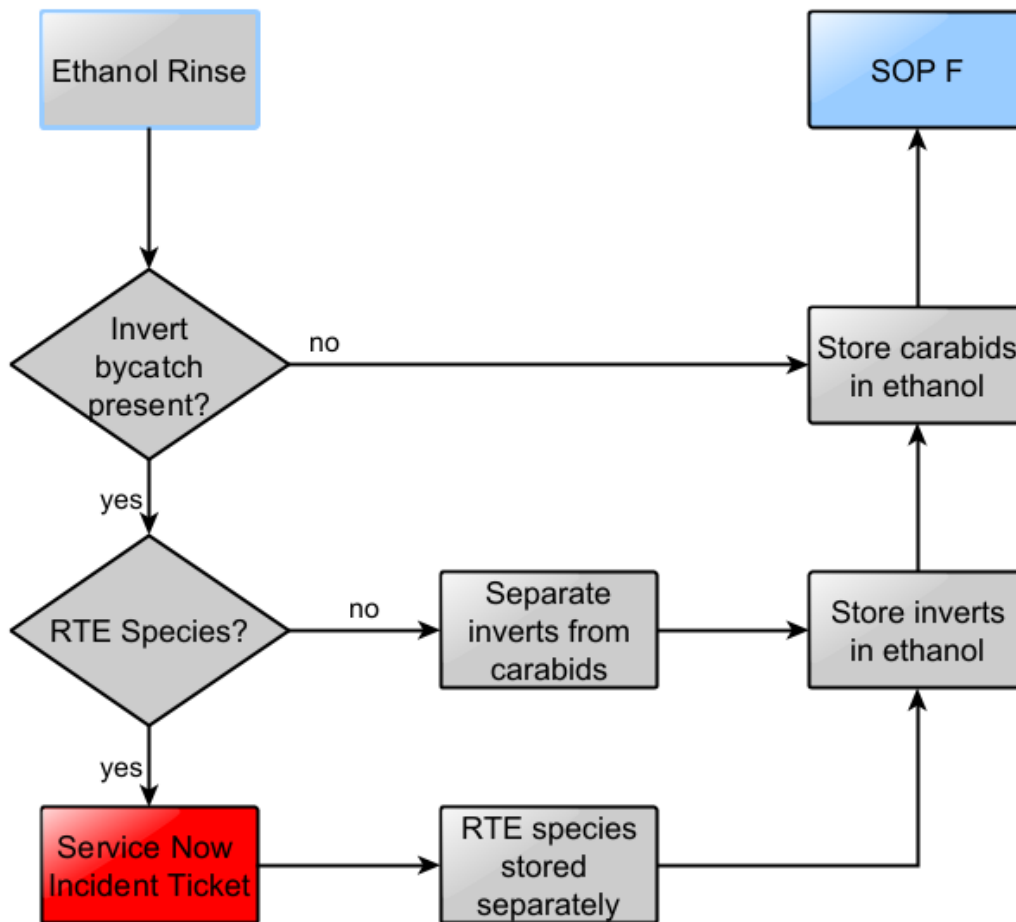 Ethanol Rinse
SOP F
Invert
bycatch
present?
no
Store carabids
in ethanol
yes
RTE Species?
no
Separate
inverts from
carabids
Store inverts
in ethanol
yes
Service Now
Incident Ticket
RTE species
stored
separately